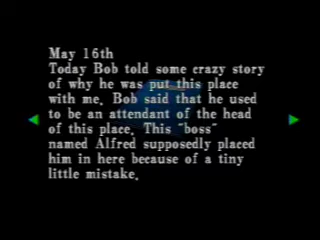 May 16th
Today Bob told some crazy story
of why he was put this place
with me. Bob said that he used
to be an attendant of the head
of this place. This "boss"
named Alfred supposedly placed
him in here because of a tiny
little mistake.